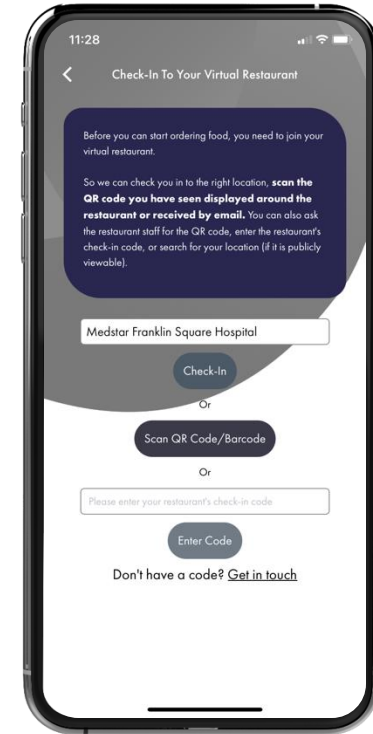 11:28
Check-In To Your Virtual Restaurant
Before you can start ordering food, you need to join your
virtual restaurant.
So we can check you in to the right location, scan the
QR code you have seen displayed around the
restaurant or received by email. You can also ask
the restaurant staff for the QR code, enter the restaurant's
check-in code, or search for your location (if it is publicly
viewable).
Medstar Franklin Square Hospital
Check-In
Or
Scan QR Code/Barcode
Or
Please enter your restaurant's check-in code
Enter Code
Don't have a code? Get in touch